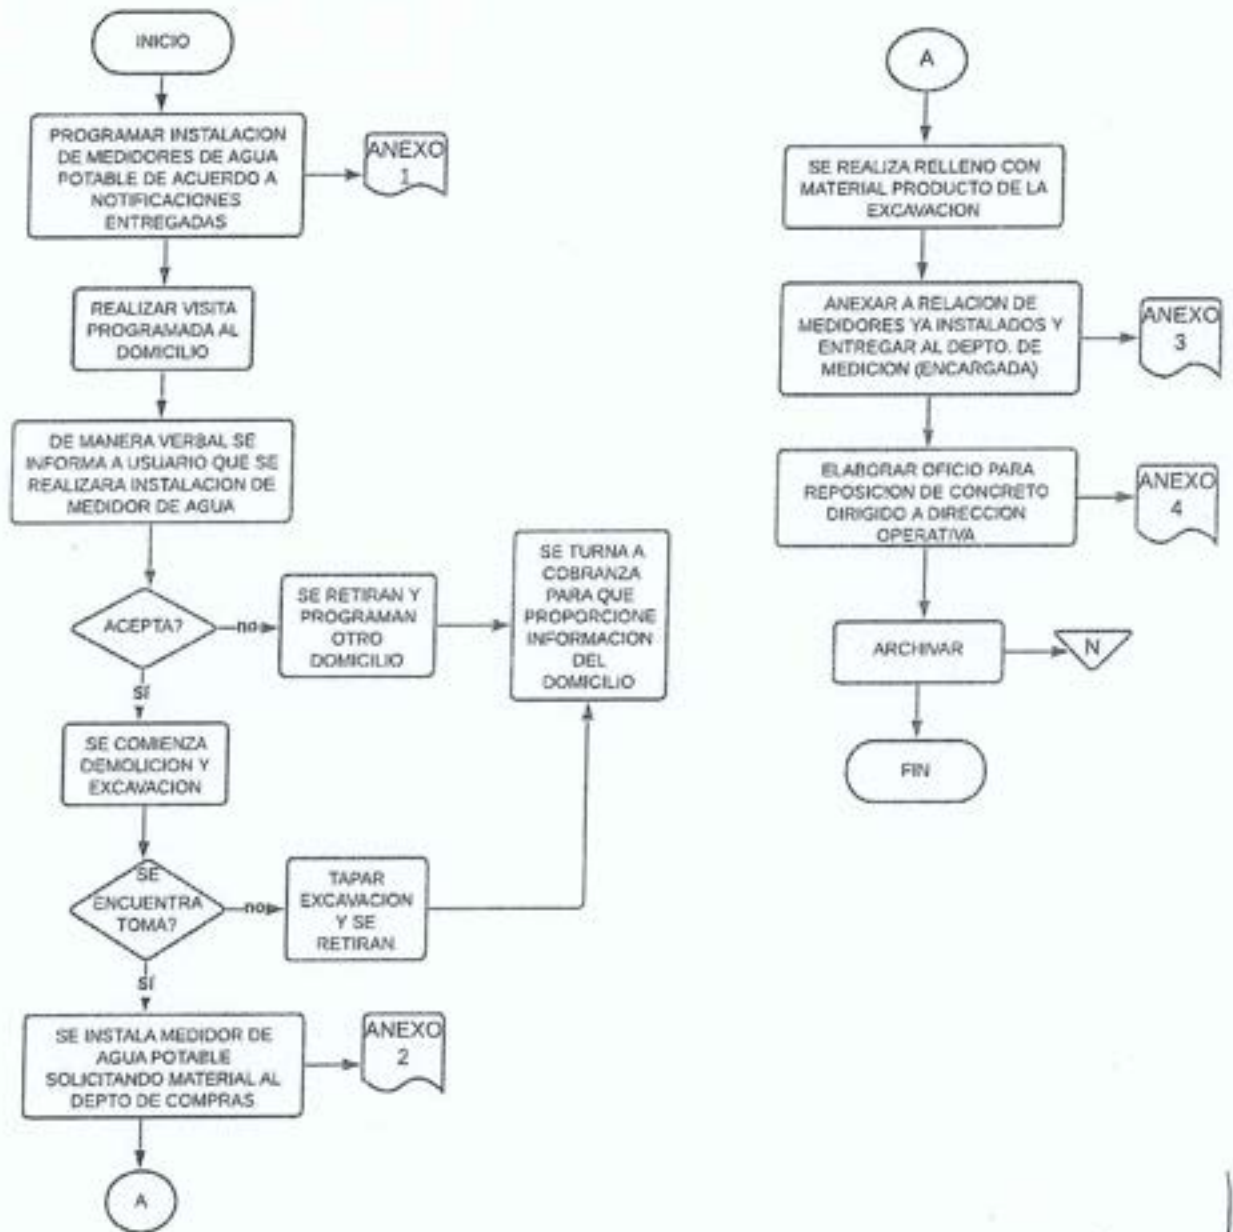 INICIO
PROGRAMAR INSTALACION
DE MEDIDORES DE AGUA
POTABLE DE ACUERDO A
NOTIFICACIONES
ENTREGADAS
ANEXO
1
REALIZAR VISITA
PROGRAMADA AL
DOMICILIO
DE MANERA VERBAL SE
INFORMA A USUARIO QUE SE
REALIZARA INSTALACION DE
MEDIDOR DE AGUA
ACEPTA?
no
SE RETIRAN Y
PROGRAMAN
OTRO
DOMICILIO
SE TURNA A
COBRANZA
PARA QUE
PROPORCIONE
INFORMACION
DEL
DOMICILIO
SÍ
SE COMIENZA
DEMOLICION Y
EXCAVACION
SE
ENCUENTRA
TOMA?
no
TAPAR
EXCAVACION
Y SE
RETIRAN
SÍ
SE INSTALA MEDIDOR DE
AGUA POTABLE
SOLICITANDO MATERIAL AL
DEPTO DE COMPRAS
ANEXO
2
A
A
SE REALIZA RELLENO CON
MATERIAL PRODUCTO DE LA
EXCAVACION
ANEXAR A RELACION DE
MEDIDORES YA INSTALADOS Y
ENTREGAR AL DEPTO. DE
MEDICION (ENCARGADA)
ANEXO
3
ELABORAR OFICIO PARA
REPOSICION DE CONCRETO
DIRIGIDO A DIRECCION
OPERATIVA
ANEXO
4
ARCHIVAR
N
FIN